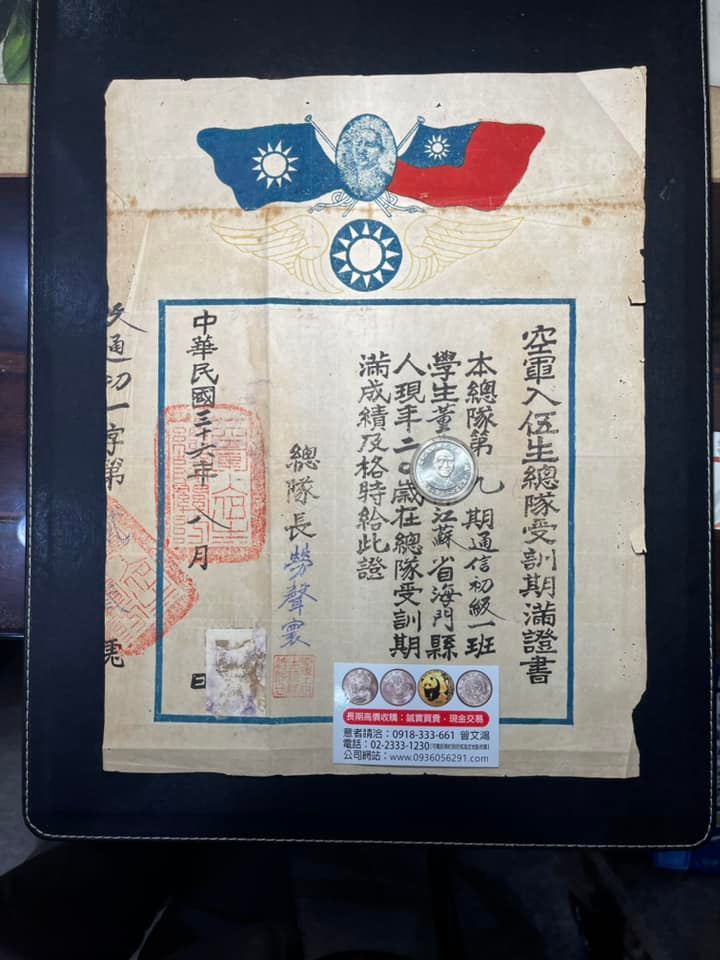 空軍入伍生總隊受訓期滿證書
本總隊第九期通信初級一班
學生董 江蘇省海門縣
人現年二〇歲在總隊受訓期
滿成績及格特給此證
總隊長勞聲寰
中華民國三十六年八月 日
通初一字第 號
長期高價收購：誠實買賣・現金交易
意者請洽：0918-333-661 曾文鴻
電話：02-2333-1230
公司網站：www.0936056291.com